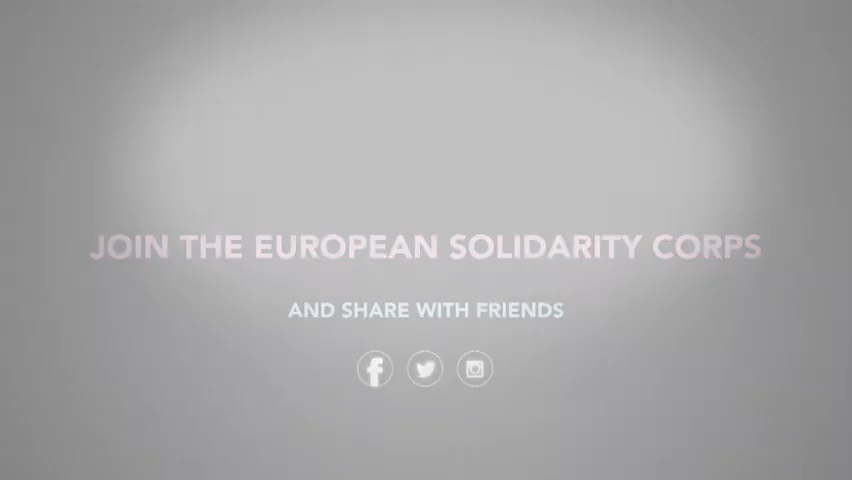 JOIN THE EUROPEAN SOLIDARITY CORPS
AND SHARE WITH FRIENDS